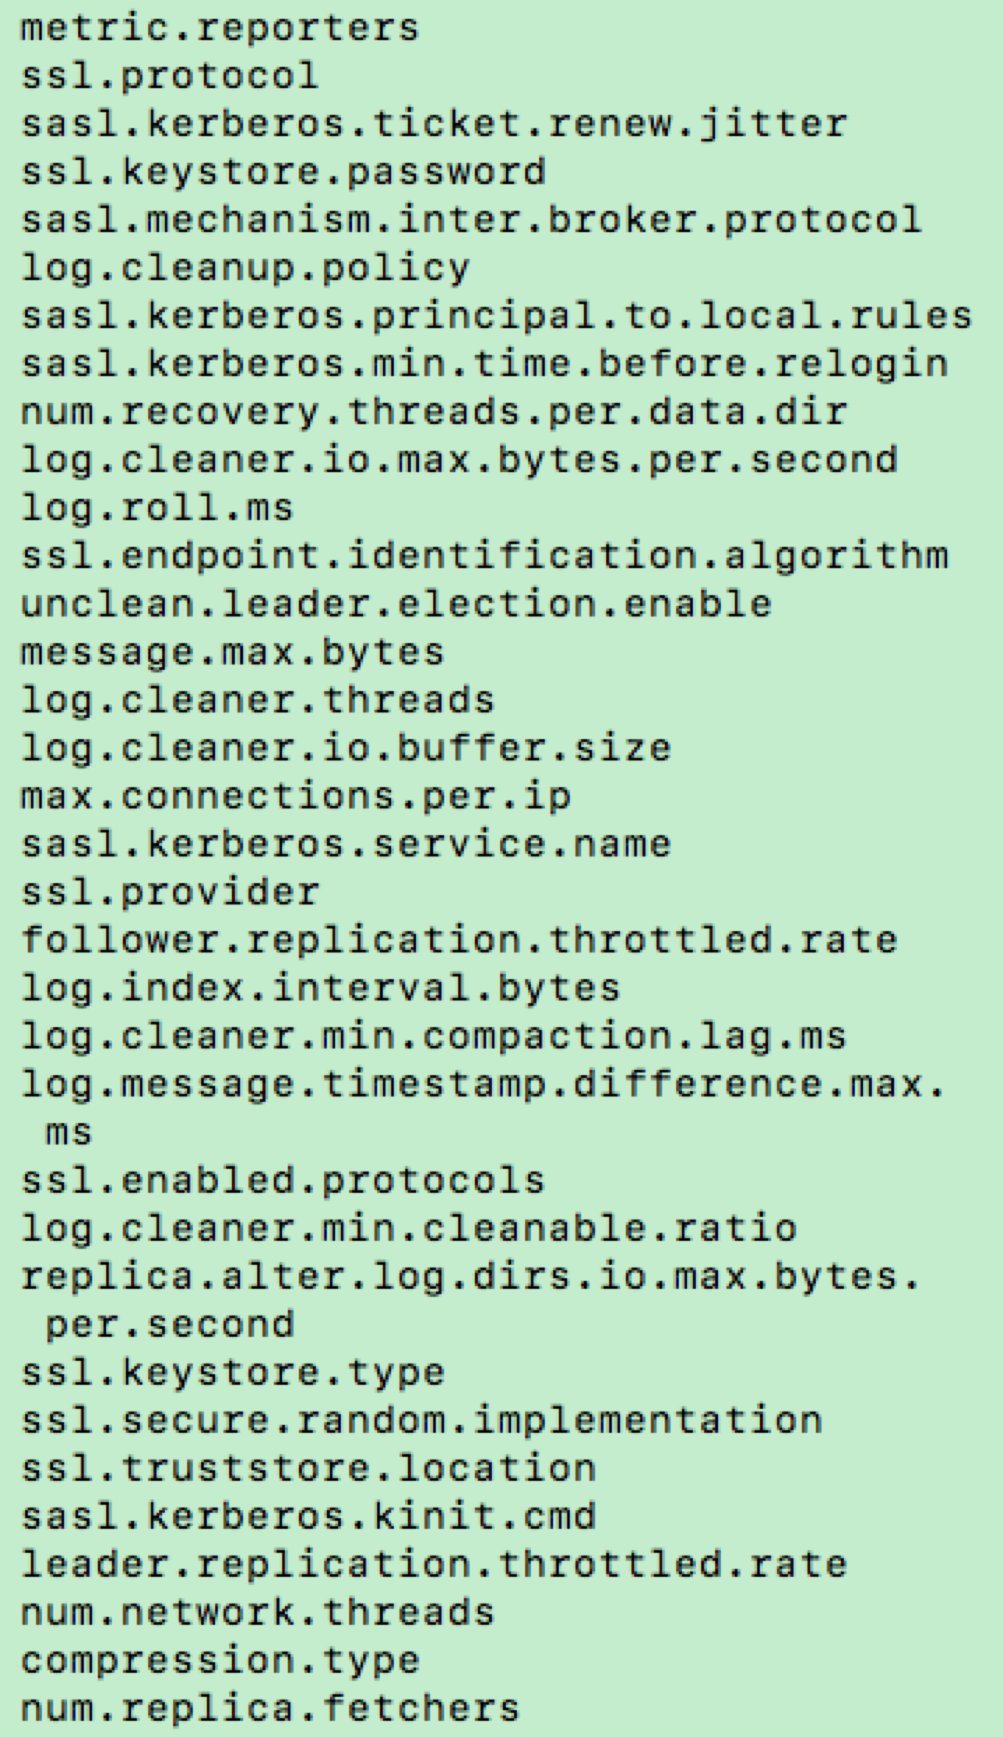 metric.reporters
ssl.protocol
sasl.kerberos.ticket.renew.jitter
ssl.keystore.password
sasl.mechanism.inter.broker.protocol
log.cleanup.policy
sasl.kerberos.principal.to.local.rules
sasl.kerberos.min.time.before.relogin
num.recovery.threads.per.data.dir
log.cleaner.io.max.bytes.per.second
log.roll.ms
ssl.endpoint.identification.algorithm
unclean.leader.election.enable
message.max.bytes
log.cleaner.threads
log.cleaner.io.buffer.size
max.connections.per.ip
sasl.kerberos.service.name
ssl.provider
follower.replication.throttled.rate
log.index.interval.bytes
log.cleaner.min.compaction.lag.ms
log.message.timestamp.difference.max.
ms
ssl.enabled.protocols
log.cleaner.min.cleanable.ratio
replica.alter.log.dirs.io.max.bytes.
per.second
ssl.keystore.type
ssl.secure.random.implementation
ssl.truststore.location
sasl.kerberos.kinit.cmd
leader.replication.throttled.rate
num.network.threads
compression.type
num.replica.fetchers